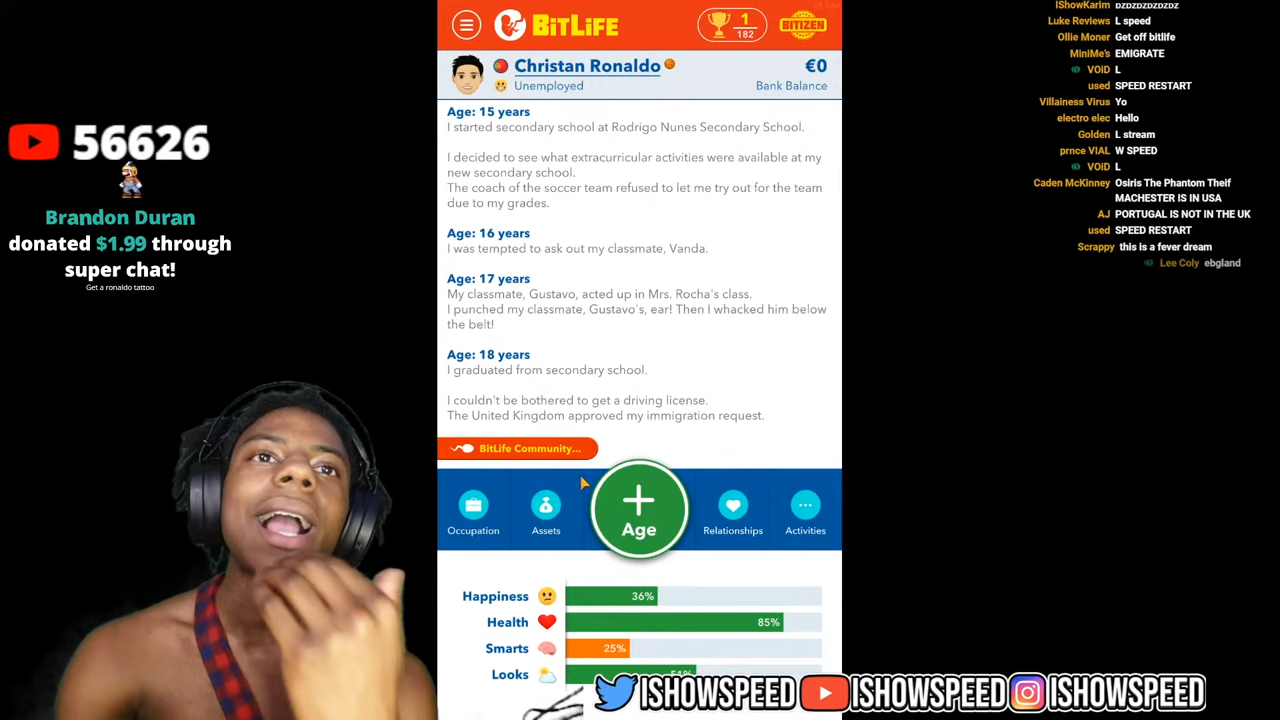 56626
Brandon Duran
donated $1.99 through
super chat!
Get a ronaldo tattoo
BITLIFE
1
182
BITIZEN
Christan Ronaldo
€0
Unemployed
Bank Balance
Age: 15 years
I started secondary school at Rodrigo Nunes Secondary School.
I decided to see what extracurricular activities were available at my
new secondary school.
The coach of the soccer team refused to let me try out for the team
due to my grades.
Age: 16 years
I was tempted to ask out my classmate, Vanda.
Age: 17 years
My classmate, Gustavo, acted up in Mrs. Rocha's class.
I punched my classmate, Gustavo's, ear! Then I whacked him below
the belt!
Age: 18 years
I graduated from secondary school.
I couldn't be bothered to get a driving license.
The United Kingdom approved my immigration request.
BitLife Community...
Occupation
Assets
Age
Relationships
Activities
Happiness 36%
Health 85%
Smarts 25%
Looks 51%
IShowKarim DZDZDZDZDZDZ
Luke Reviews L speed
Ollie Moner Get off bitlife
MiniMe's EMIGRATE
VOiD L
used SPEED RESTART
Villainess Virus Yo
electro elec Hello
Golden L stream
prnce VIAL W SPEED
VOiD L
Caden McKinney Osiris The Phantom Theif
MACHESTER IS IN USA
AJ PORTUGAL IS NOT IN THE UK
used SPEED RESTART
Scrappy this is a fever dream
Lee Coly ebgland
ISHOWSPEED ISHOWSPEED ISHOWSPEED